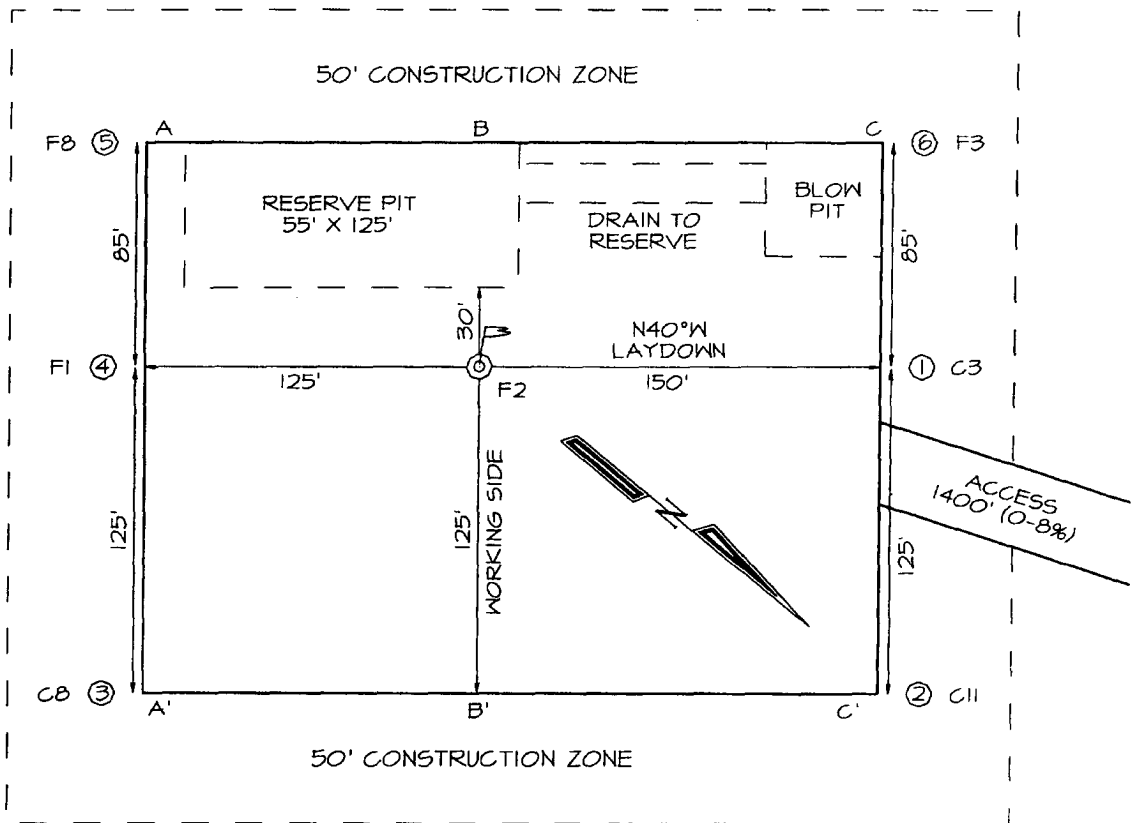 50' CONSTRUCTION ZONE
A B C
F8 5
6 F3
RESERVE PIT
55' X 125'
BLOW
PIT
DRAIN TO
RESERVE
85'
85'
30'
N40°W
LAYDOWN
F1 4
125'
F2
150'
1 C3
125'
125'
WORKING SIDE
N
ACCESS
1400' (0-8%)
125'
C8 3
2 C11
A' B' C'
50' CONSTRUCTION ZONE